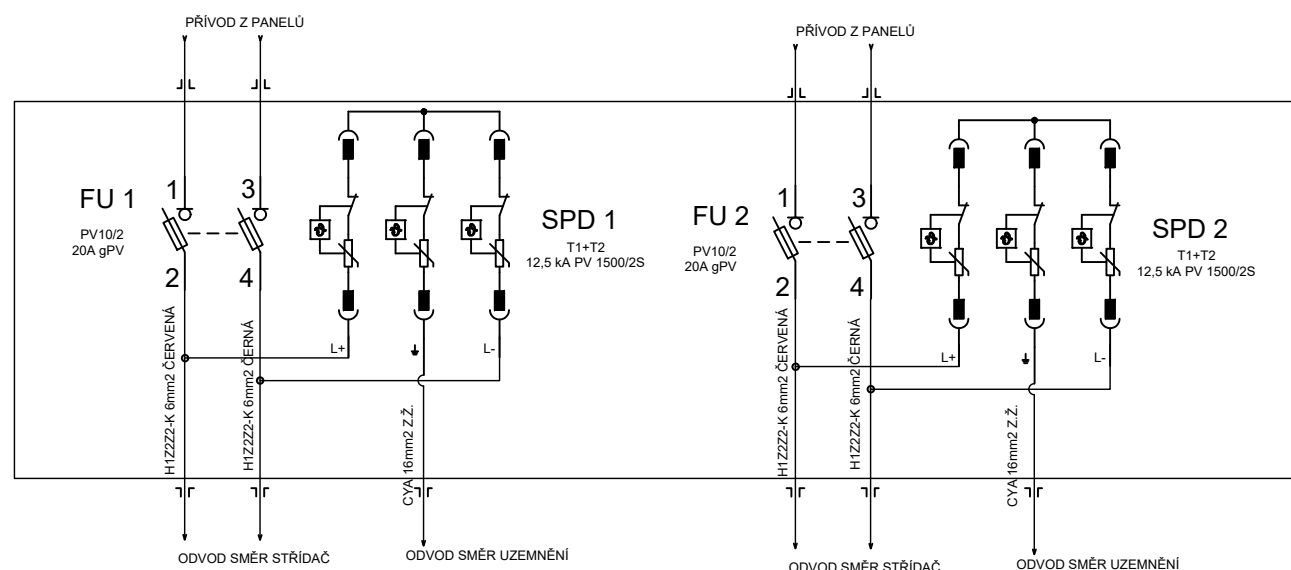 PŘÍVOD Z PANELŮ
FU 1
PV10/2
20A gPV
1
3
2
4
SPD 1
T1+T2
12,5 kA PV 1500/2S
L+
L-
H1Z2Z2-K 6mm2 ČERVENÁ
H1Z2Z2-K 6mm2 ČERNÁ
CYA 16mm2 Z.Ž.
ODVOD SMĚR STŘÍDAČ
ODVOD SMĚR UZEMNĚNÍ
PŘÍVOD Z PANELŮ
FU 2
PV10/2
20A gPV
1
3
2
4
SPD 2
T1+T2
12,5 kA PV 1500/2S
L+
L-
H1Z2Z2-K 6mm2 ČERVENÁ
H1Z2Z2-K 6mm2 ČERNÁ
CYA 16mm2 Z.Ž.
ODVOD SMĚR STŘÍDAČ
ODVOD SMĚR UZEMNĚNÍ